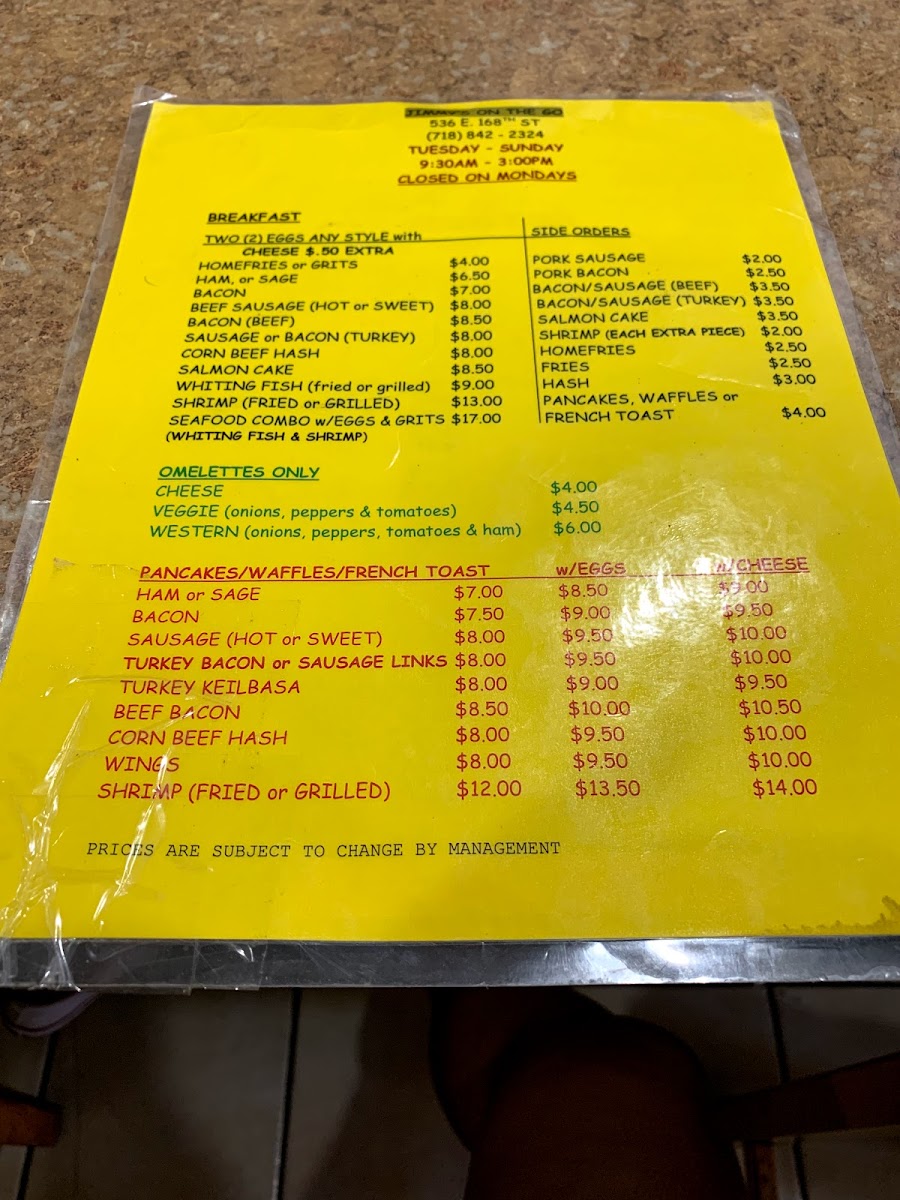 JIMMY'S ON THE GO
536 E. 168TH ST
(718) 842 - 2324
TUESDAY - SUNDAY
9:30AM - 3:00PM
CLOSED ON MONDAYS
BREAKFAST
TWO (2) EGGS ANY STYLE with
CHEESE $.50 EXTRA
HOMEFRIES or GRITS $4.00
HAM, or SAGE $6.50
BACON $7.00
BEEF SAUSAGE (HOT or SWEET) $8.00
BACON (BEEF) $8.50
SAUSAGE or BACON (TURKEY) $8.00
CORN BEEF HASH $8.00
SALMON CAKE $8.50
WHITING FISH (fried or grilled) $9.00
SHRIMP (FRIED or GRILLED) $13.00
SEAFOOD COMBO w/EGGS & GRITS $17.00
(WHITING FISH & SHRIMP)
SIDE ORDERS
PORK SAUSAGE $2.00
PORK BACON $2.50
BACON/SAUSAGE (BEEF) $3.50
BACON/SAUSAGE (TURKEY) $3.50
SALMON CAKE $3.50
SHRIMP (EACH EXTRA PIECE) $2.00
HOMEFRIES $2.50
FRIES $2.50
HASH $3.00
PANCAKES, WAFFLES or
FRENCH TOAST $4.00
OMELETTES ONLY
CHEESE $4.00
VEGGIE (onions, peppers & tomatoes) $4.50
WESTERN (onions, peppers, tomatoes & ham) $6.00
PANCAKES/WAFFLES/FRENCH TOAST w/EGGS w/CHEESE
HAM or SAGE $7.00 $8.50 $9.00
BACON $7.50 $9.00 $9.50
SAUSAGE (HOT or SWEET) $8.00 $9.50 $10.00
TURKEY BACON or SAUSAGE LINKS $8.00 $9.50 $10.00
TURKEY KEILBASA $8.00 $9.00 $9.50
BEEF BACON $8.50 $10.00 $10.50
CORN BEEF HASH $8.00 $9.50 $10.00
WINGS $8.00 $9.50 $10.00
SHRIMP (FRIED or GRILLED) $12.00 $13.50 $14.00
PRICES ARE SUBJECT TO CHANGE BY MANAGEMENT